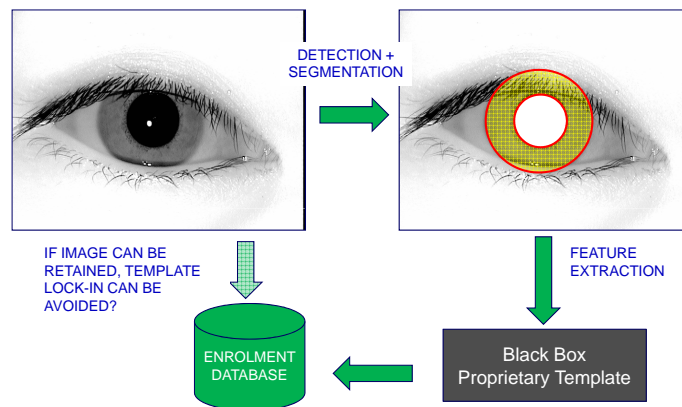 DETECTION +
SEGMENTATION
IF IMAGE CAN BE
RETAINED, TEMPLATE
LOCK-IN CAN BE
AVOIDED?
FEATURE
EXTRACTION
ENROLMENT
DATABASE
Black Box
Proprietary Template